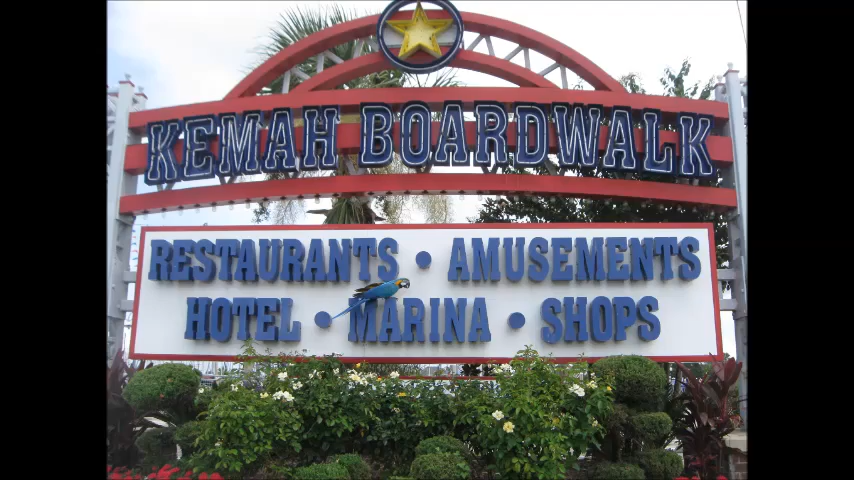 KEMAH BOARDWALK
RESTAURANTS • AMUSEMENTS
HOTEL • MARINA • SHOPS